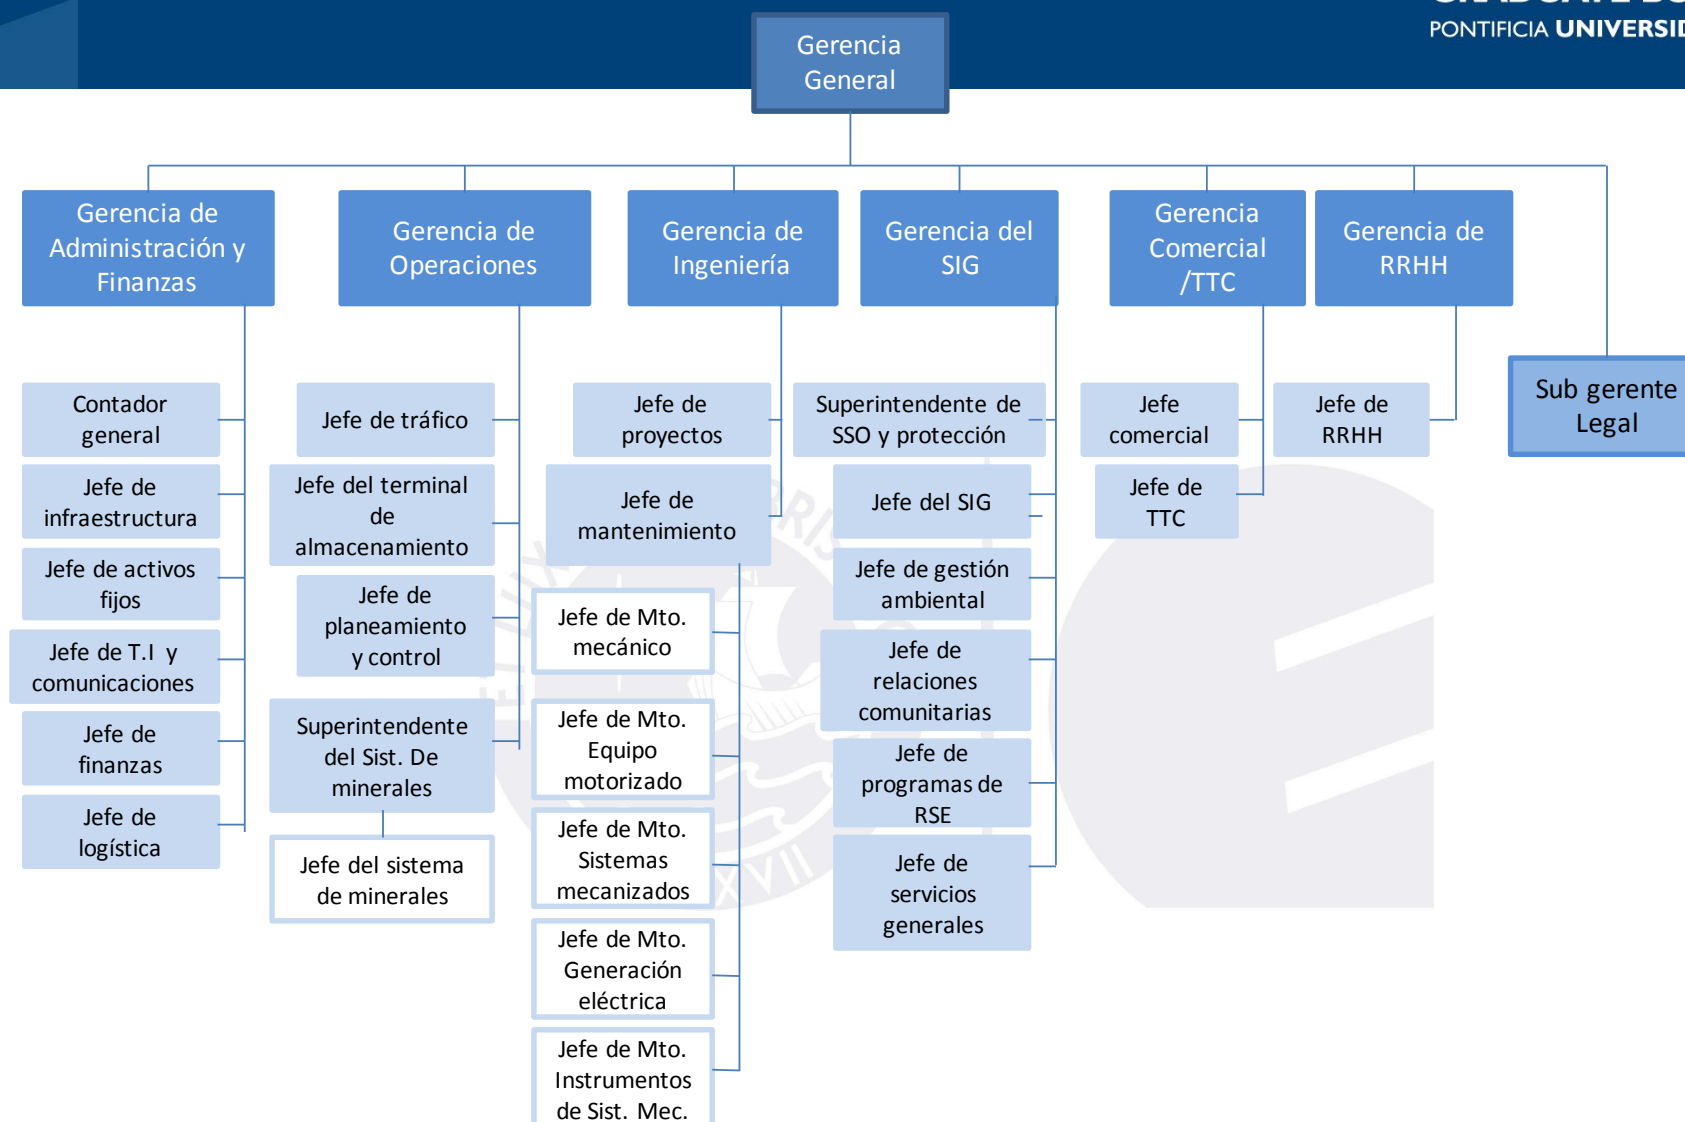 PONTIFICIA
Gerencia
General
Gerencia de
Administración y
Finanzas
Gerencia de
Operaciones
Gerencia de
Ingeniería
Gerencia del
SIG
Gerencia
Comercial
/TTC
Gerencia de
RRHH
Sub gerente
Legal
Contador
general
Jefe de
infraestructura
Jefe de activos
fijos
Jefe de T.I y
comunicaciones
Jefe de
finanzas
Jefe de
logística
Jefe de tráfico
Jefe del terminal
de
almacenamiento
Jefe de
planeamiento
y control
Superintendente
del Sist. De
minerales
Jefe del sistema
de minerales
Jefe de
proyectos
Jefe de
mantenimiento
Jefe de Mto.
mecánico
Jefe de Mto.
Equipo
motorizado
Jefe de Mto.
Sistemas
mecanizados
Jefe de Mto.
Generación
eléctrica
Jefe de Mto.
Instrumentos
de Sist. Mec.
Superintendente de
SSO y protección
Jefe del SIG
Jefe de gestión
ambiental
Jefe de
relaciones
comunitarias
Jefe de
programas de
RSE
Jefe de
servicios
generales
Jefe
comercial
Jefe de
TTC
Jefe de
RRHH